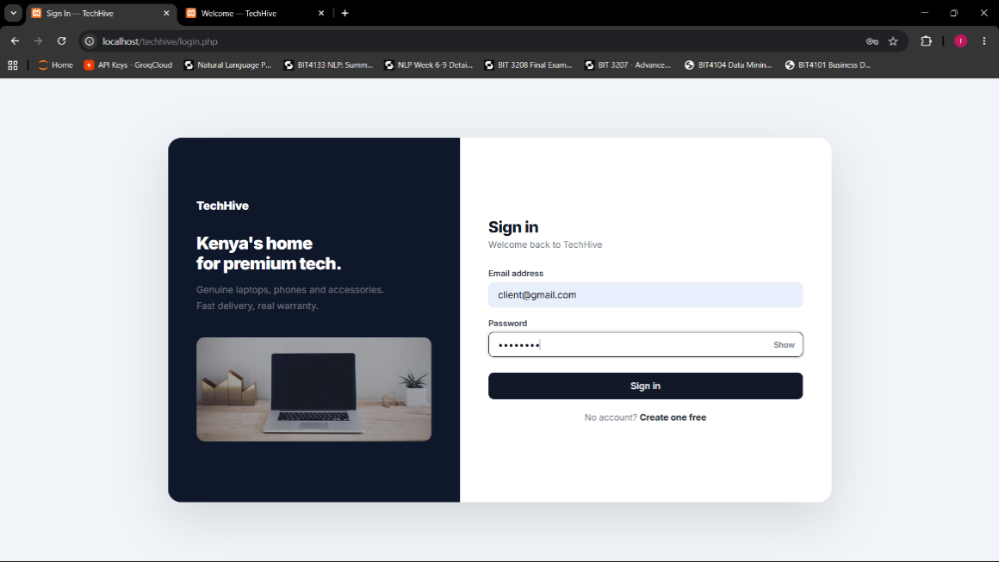 Sign In — TechHive
Welcome — TechHive
localhost/techhive/login.php
Home
API Keys - GroqCloud
Natural Language P...
BIT4133 NLP: Summ...
NLP Week 6-9 Detai...
BIT 3208 Final Exam...
BIT 3207 - Advance...
BIT4104 Data Minin...
BIT4101 Business D...
TechHive
Kenya's home
for premium tech.
Genuine laptops, phones and accessories.
Fast delivery, real warranty.
Sign in
Welcome back to TechHive
Email address
client@gmail.com
Password
••••••••
Show
Sign in
No account? Create one free